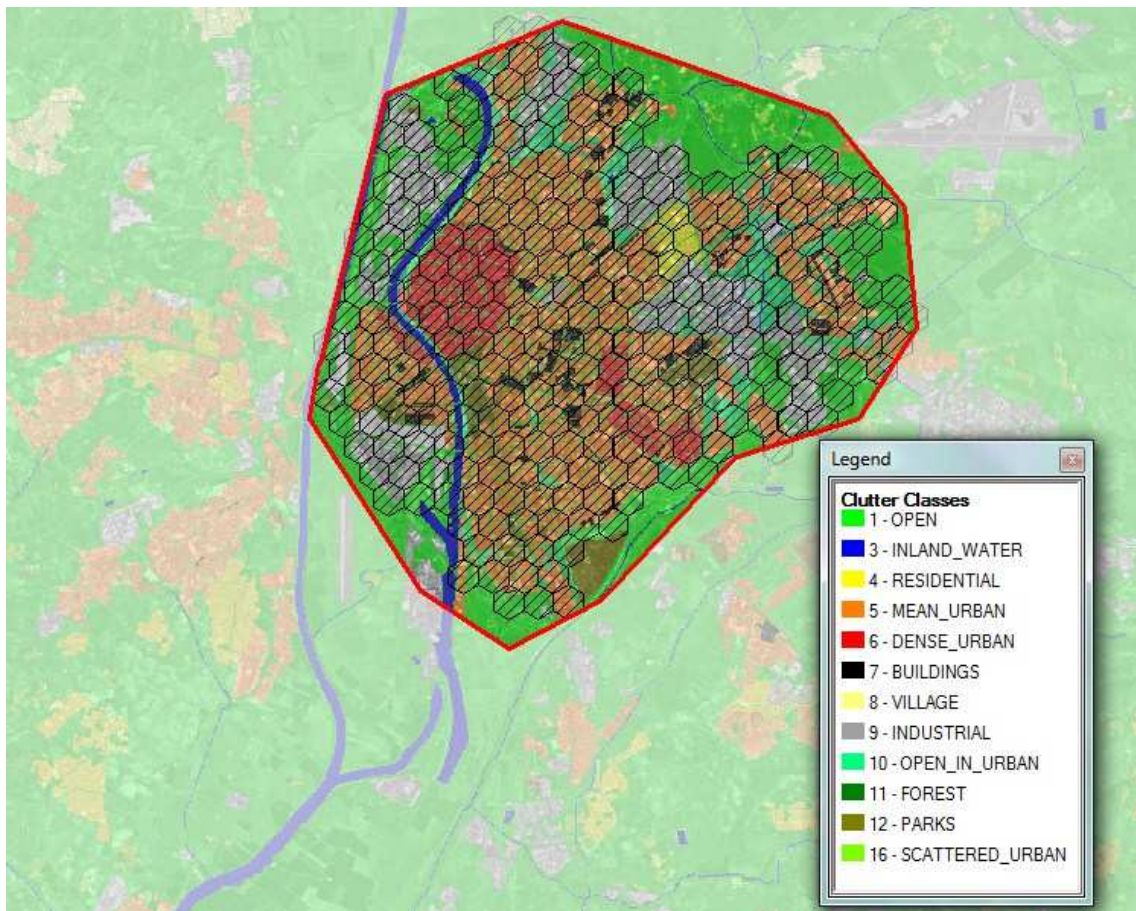 Legend
Clutter Classes
1 - OPEN
3 - INLAND_WATER
4 - RESIDENTIAL
5 - MEAN_URBAN
6 - DENSE_URBAN
7 - BUILDINGS
8 - VILLAGE
9 - INDUSTRIAL
10 - OPEN_IN_URBAN
11 - FOREST
12 - PARKS
16 - SCATTERED_URBAN